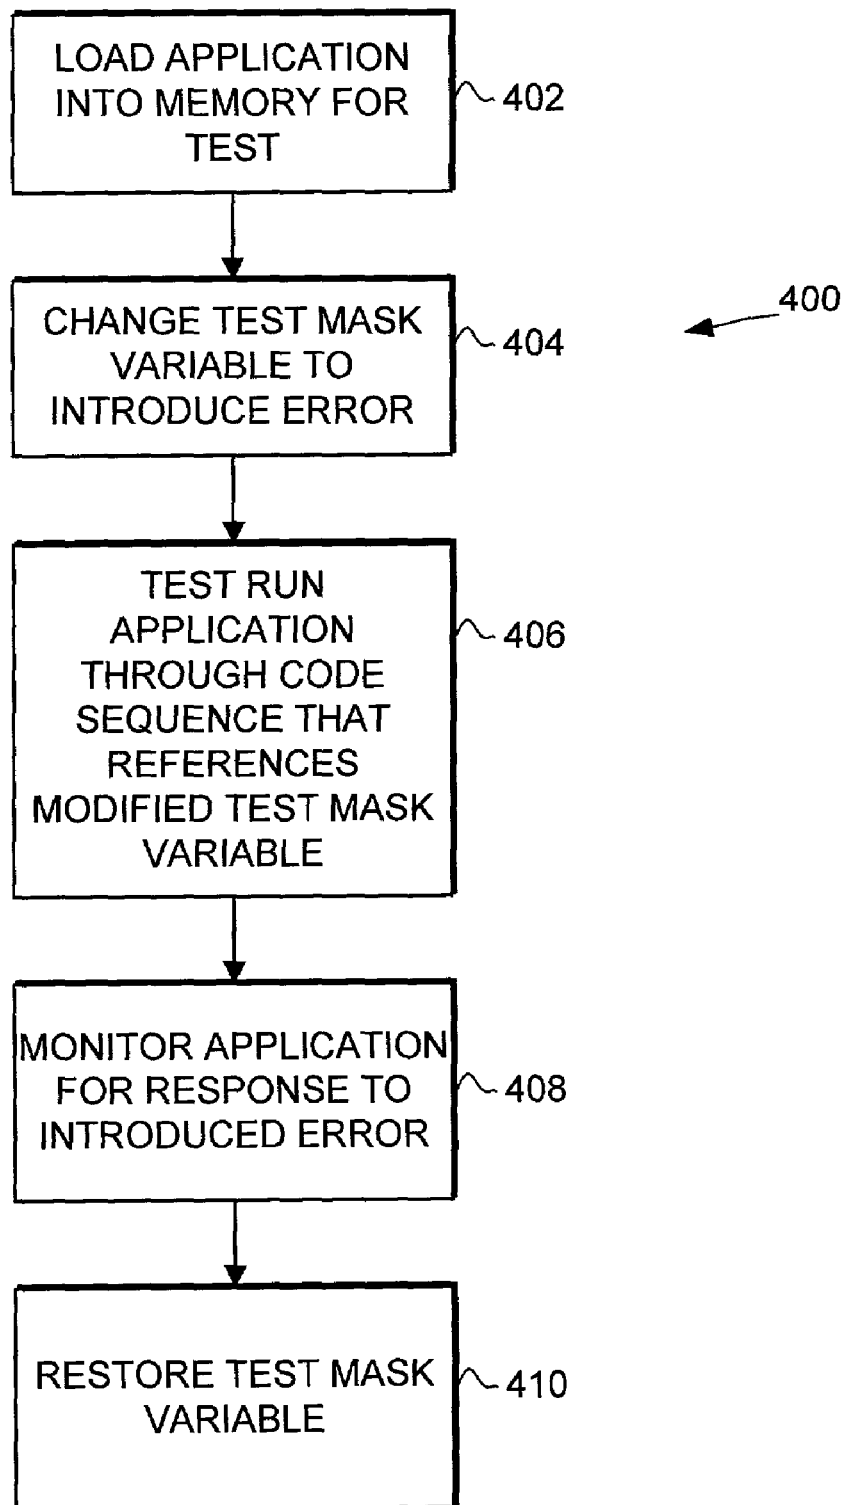 LOAD APPLICATION
INTO MEMORY FOR
TEST
402
400
CHANGE TEST MASK
VARIABLE TO
INTRODUCE ERROR
404
TEST RUN
APPLICATION
THROUGH CODE
SEQUENCE THAT
REFERENCES
MODIFIED TEST MASK
VARIABLE
406
MONITOR APPLICATION
FOR RESPONSE TO
INTRODUCED ERROR
408
RESTORE TEST MASK
VARIABLE
410